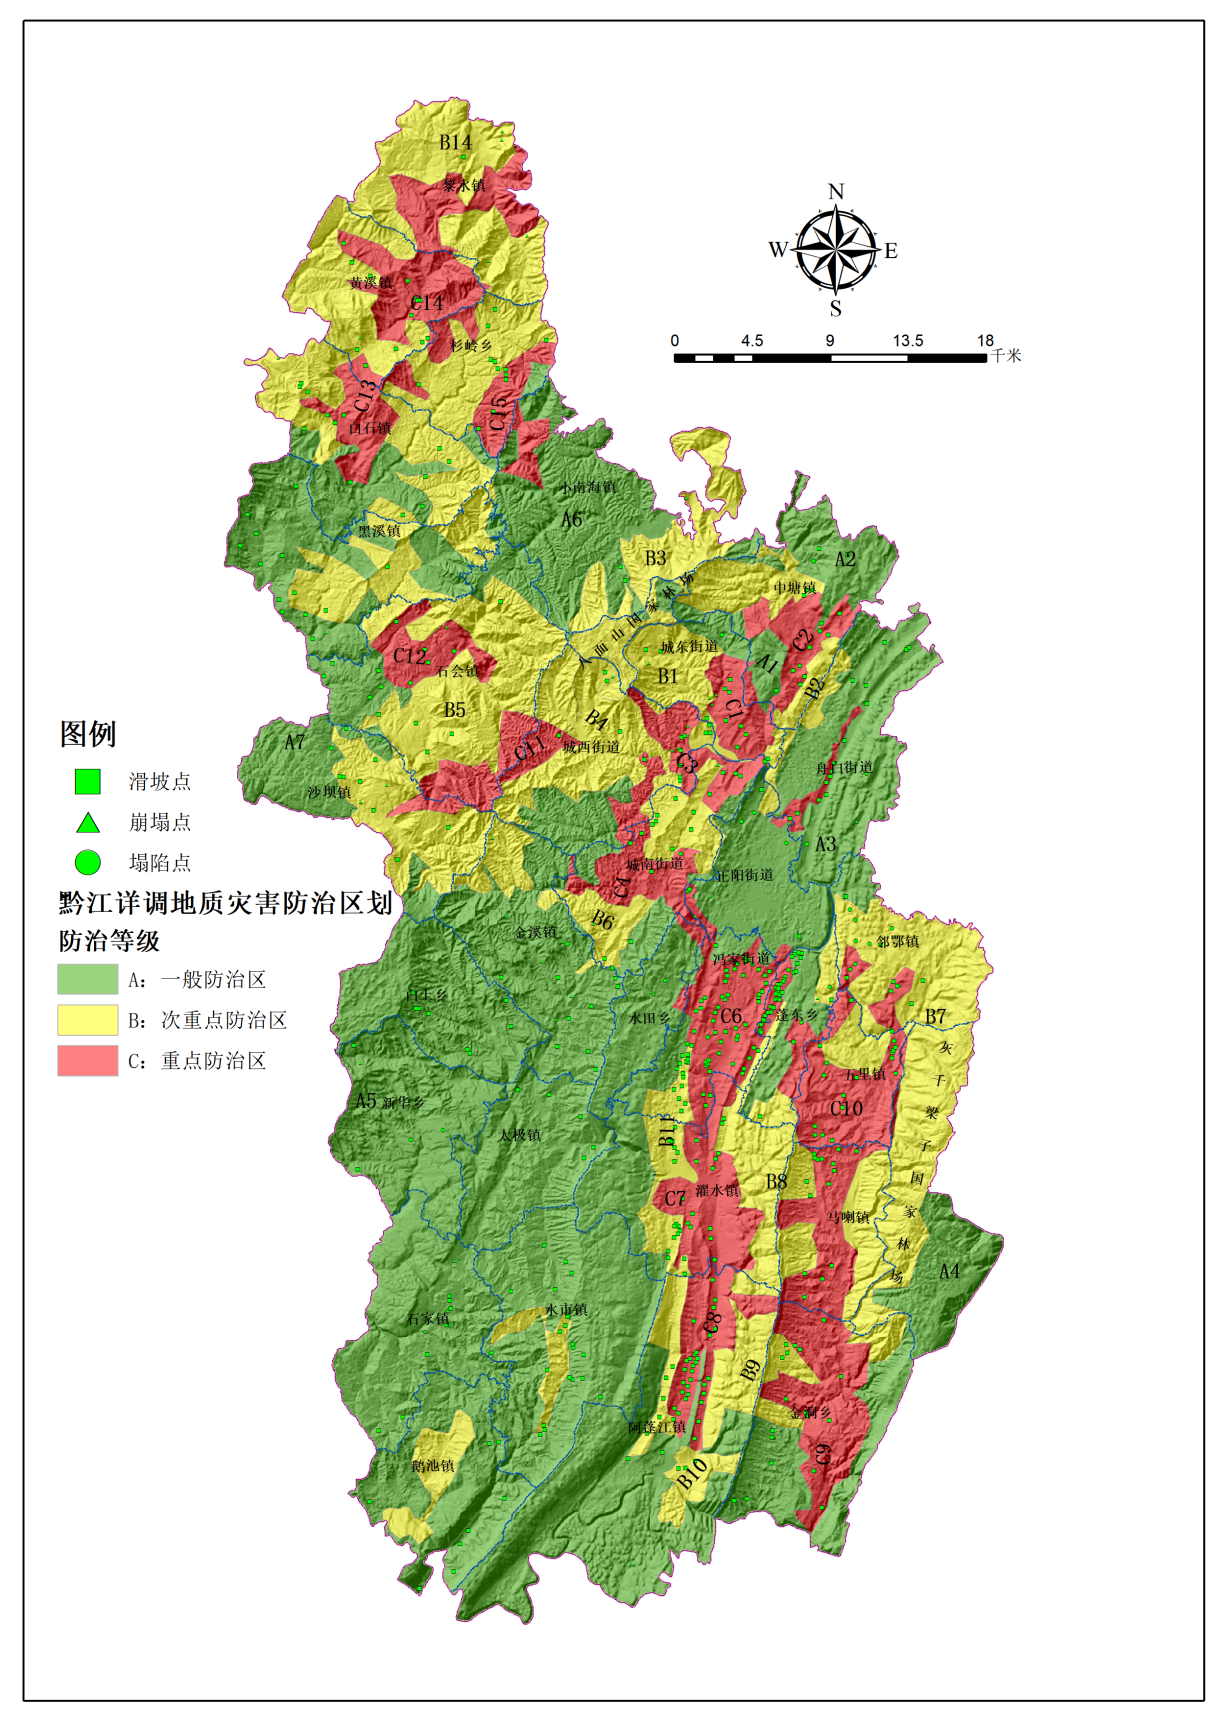 N
W
E
S
0
4.5
9
13.5
18
千米
B14
黎水镇
黄溪镇
C14
杉岭乡
C13
白石镇
C15
小南海镇
A6
黑溪镇
B3
A2
中塘镇
八面山国家林场
城东街道
B1
A1
C2
B2
C12
石会镇
B5
B4
C1
C11
城西街道
C3
舟白街道
A7
沙坝镇
A3
城南街道
C4
正阳街道
B6
金溪镇
邻鄂镇
冯家街道
白土乡
水田乡
C6
蓬东乡
B7
灰千梁子国家林场
五里镇
C10
A5
新华乡
太极镇
B11
C7
濯水镇
B8
马喇镇
A4
石家镇
水市镇
C8
B9
阿蓬江镇
金洞乡
C9
鹅池镇
B10
图例
滑坡点
崩塌点
塌陷点
黔江详调地质灾害防治区划
防治等级
A：一般防治区
B：次重点防治区
C：重点防治区